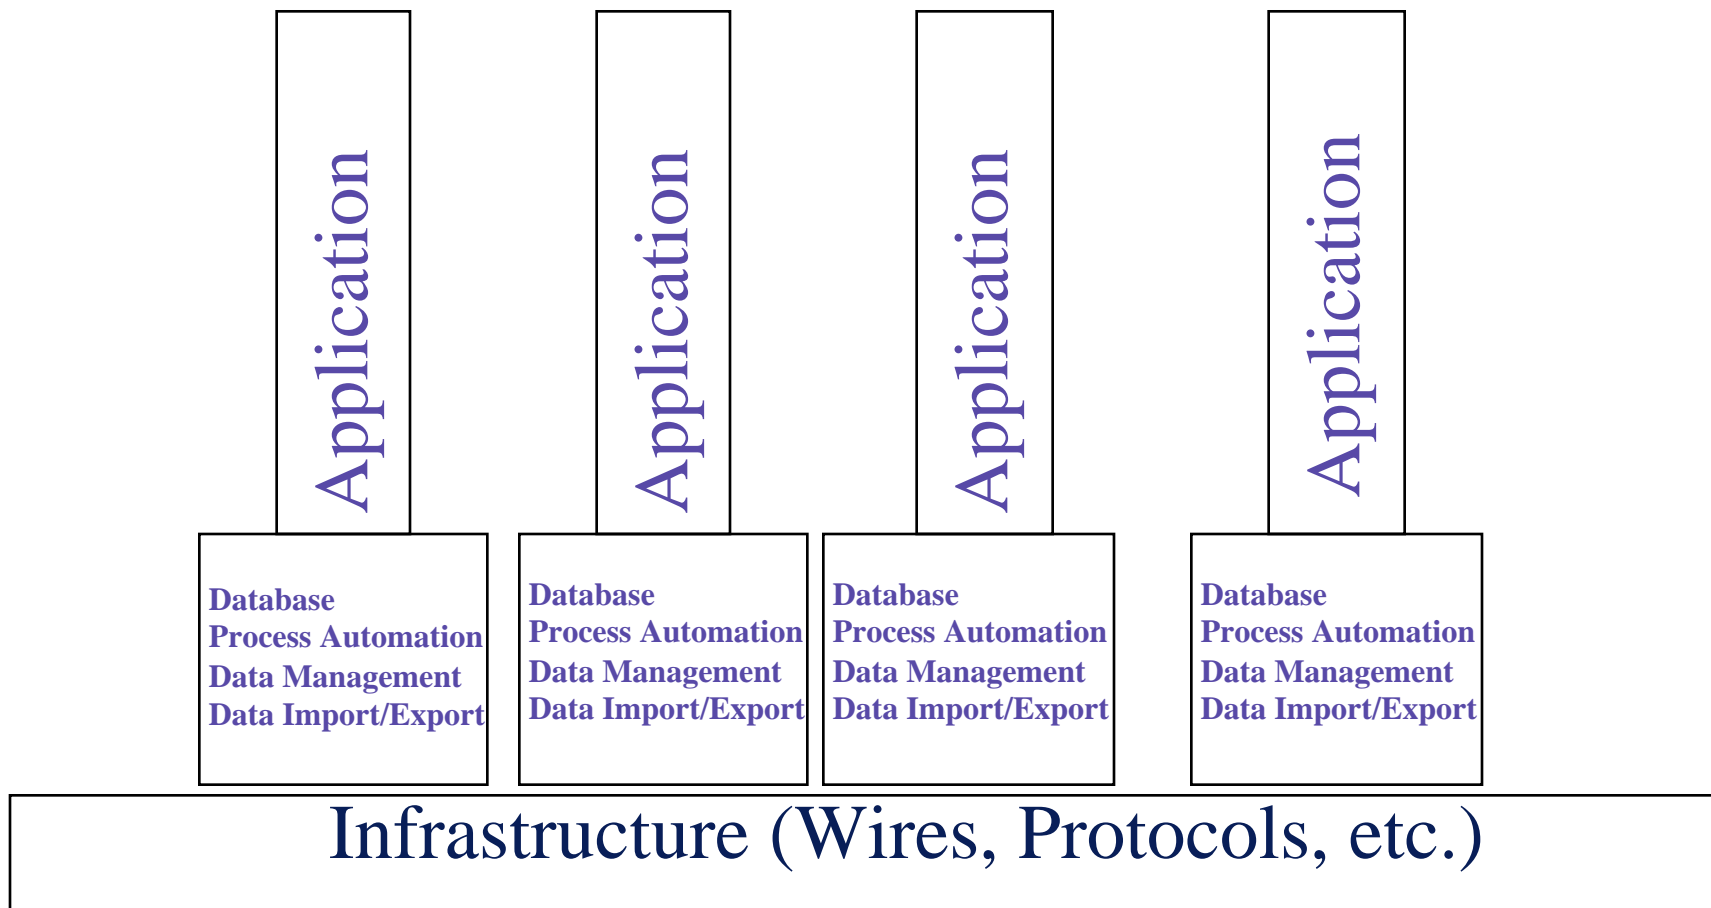 Application
Application
Application
Application
Database
Process Automation
Data Management
Data Import/Export
Database
Process Automation
Data Management
Data Import/Export
Database
Process Automation
Data Management
Data Import/Export
Database
Process Automation
Data Management
Data Import/Export
Infrastructure (Wires, Protocols, etc.)